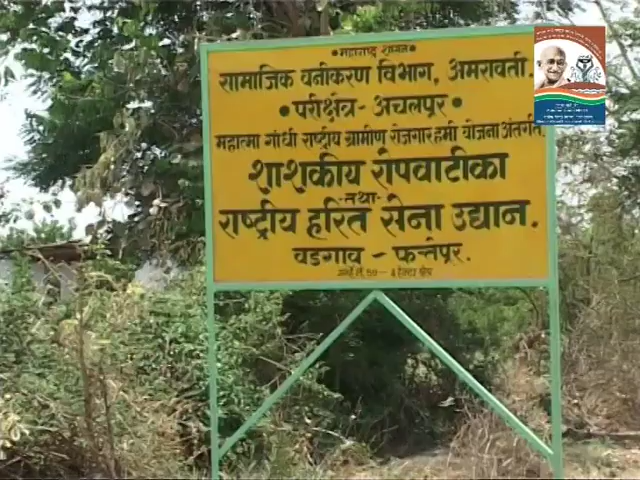 •महाराष्ट्र शासन•
सामाजिक वनीकरण विभाग, अमरावती.
•परीक्षेत्र-अचलपूर•
महात्मा गांधी राष्ट्रीय ग्रामीण रोजगार हमी योजना अंतर्गत.
शाशकीय रोपवाटीका
-तथा-
राष्ट्रीय हरित सेना उद्यान.
वडगाव - फत्तेपूर.